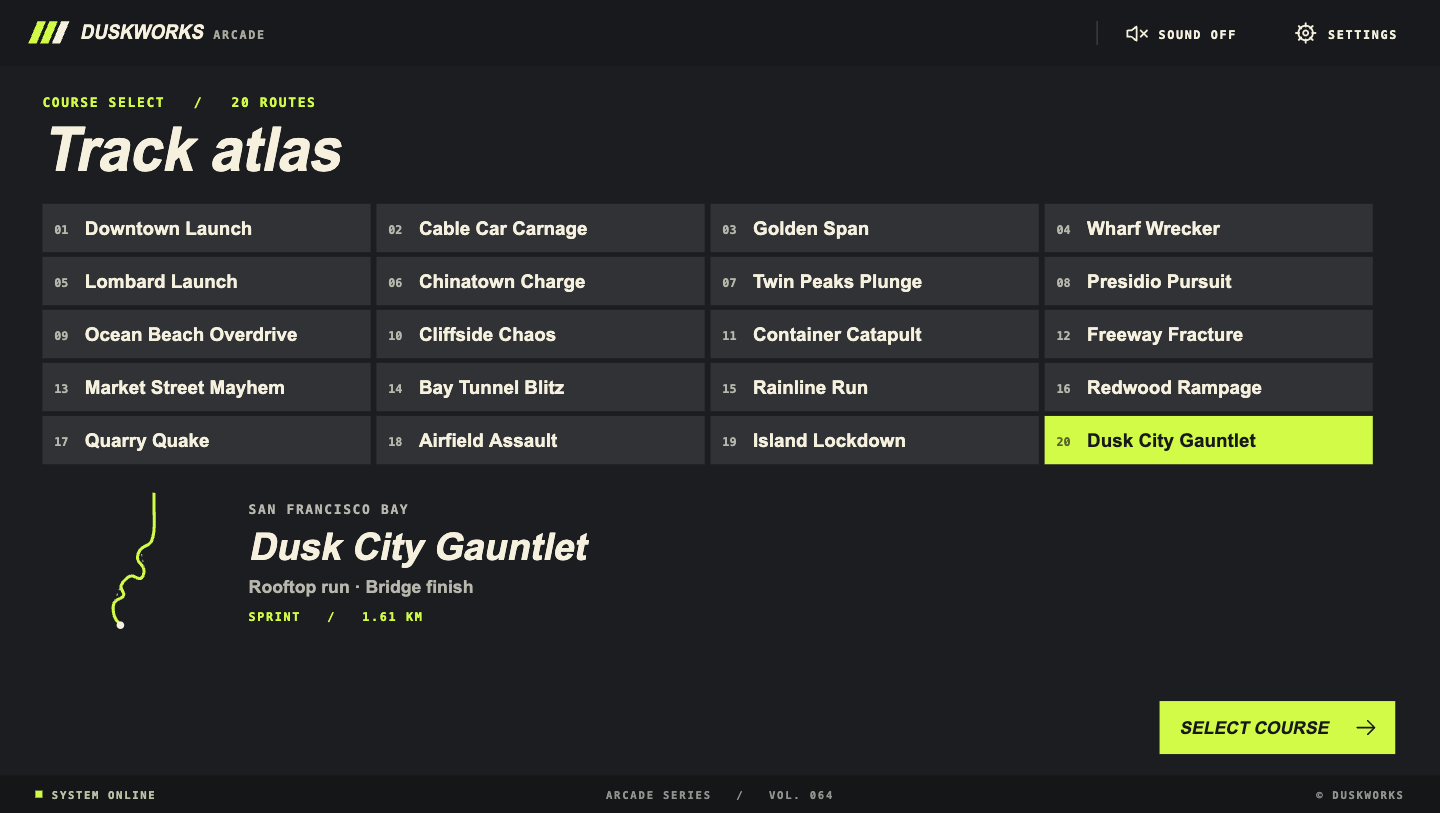 DUSKWORKS ARCADE
SOUND OFF
SETTINGS
COURSE SELECT / 20 ROUTES
Track atlas
01 Downtown Launch
02 Cable Car Carnage
03 Golden Span
04 Wharf Wrecker
05 Lombard Launch
06 Chinatown Charge
07 Twin Peaks Plunge
08 Presidio Pursuit
09 Ocean Beach Overdrive
10 Cliffside Chaos
11 Container Catapult
12 Freeway Fracture
13 Market Street Mayhem
14 Bay Tunnel Blitz
15 Rainline Run
16 Redwood Rampage
17 Quarry Quake
18 Airfield Assault
19 Island Lockdown
20 Dusk City Gauntlet
SAN FRANCISCO BAY
Dusk City Gauntlet
Rooftop run · Bridge finish
SPRINT / 1.61 KM
SELECT COURSE
SYSTEM ONLINE
ARCADE SERIES / VOL. 064
© DUSKWORKS